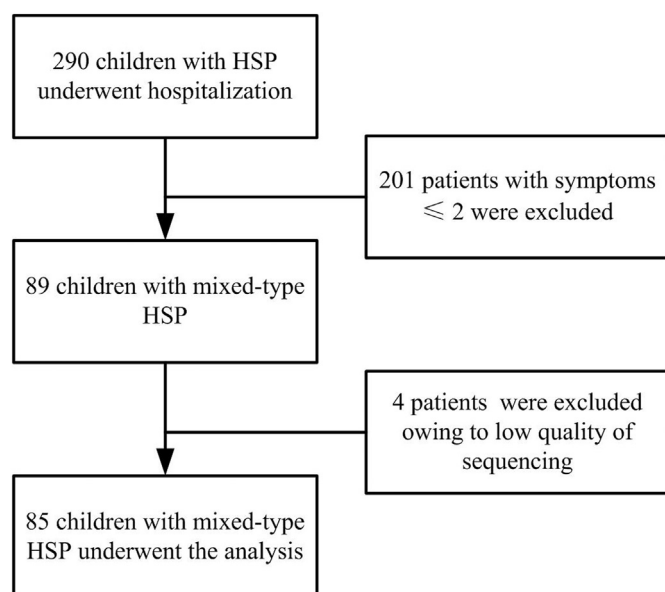 290 children with HSP
underwent hospitalization
201 patients with symptoms
≤ 2 were excluded
89 children with mixed-type
HSP
4 patients were excluded
owing to low quality of
sequencing
85 children with mixed-type
HSP underwent the analysis